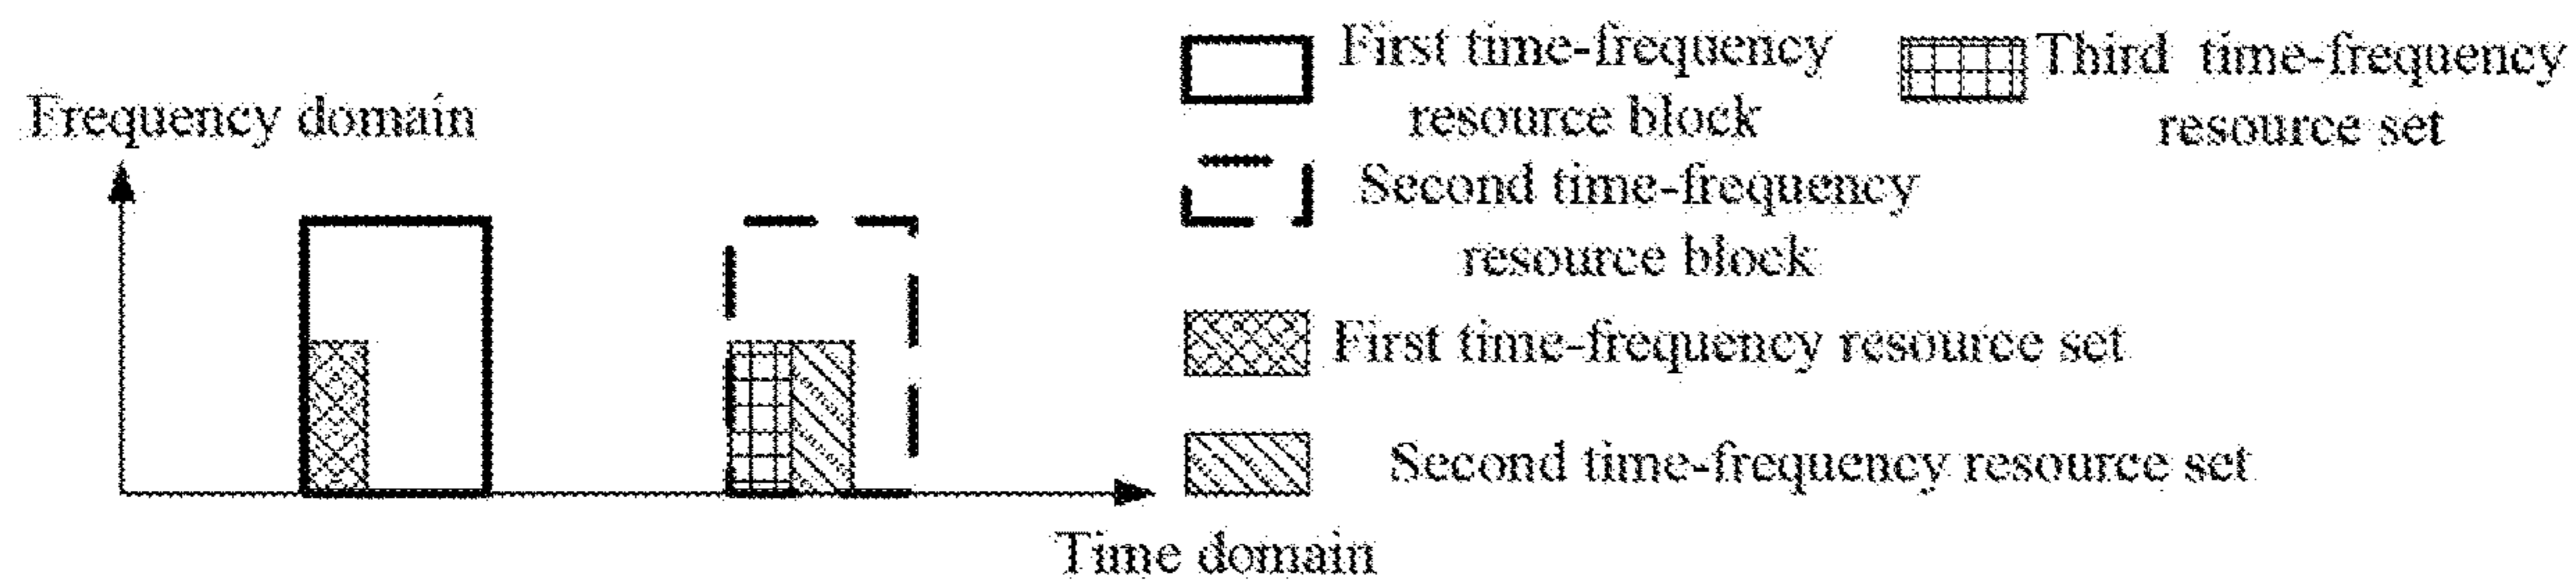 Frequency domain
Time domain
First time-frequency
resource block
Second time-frequency
resource block
First time-frequency resource set
Second time-frequency resource set
Third time-frequency
resource set